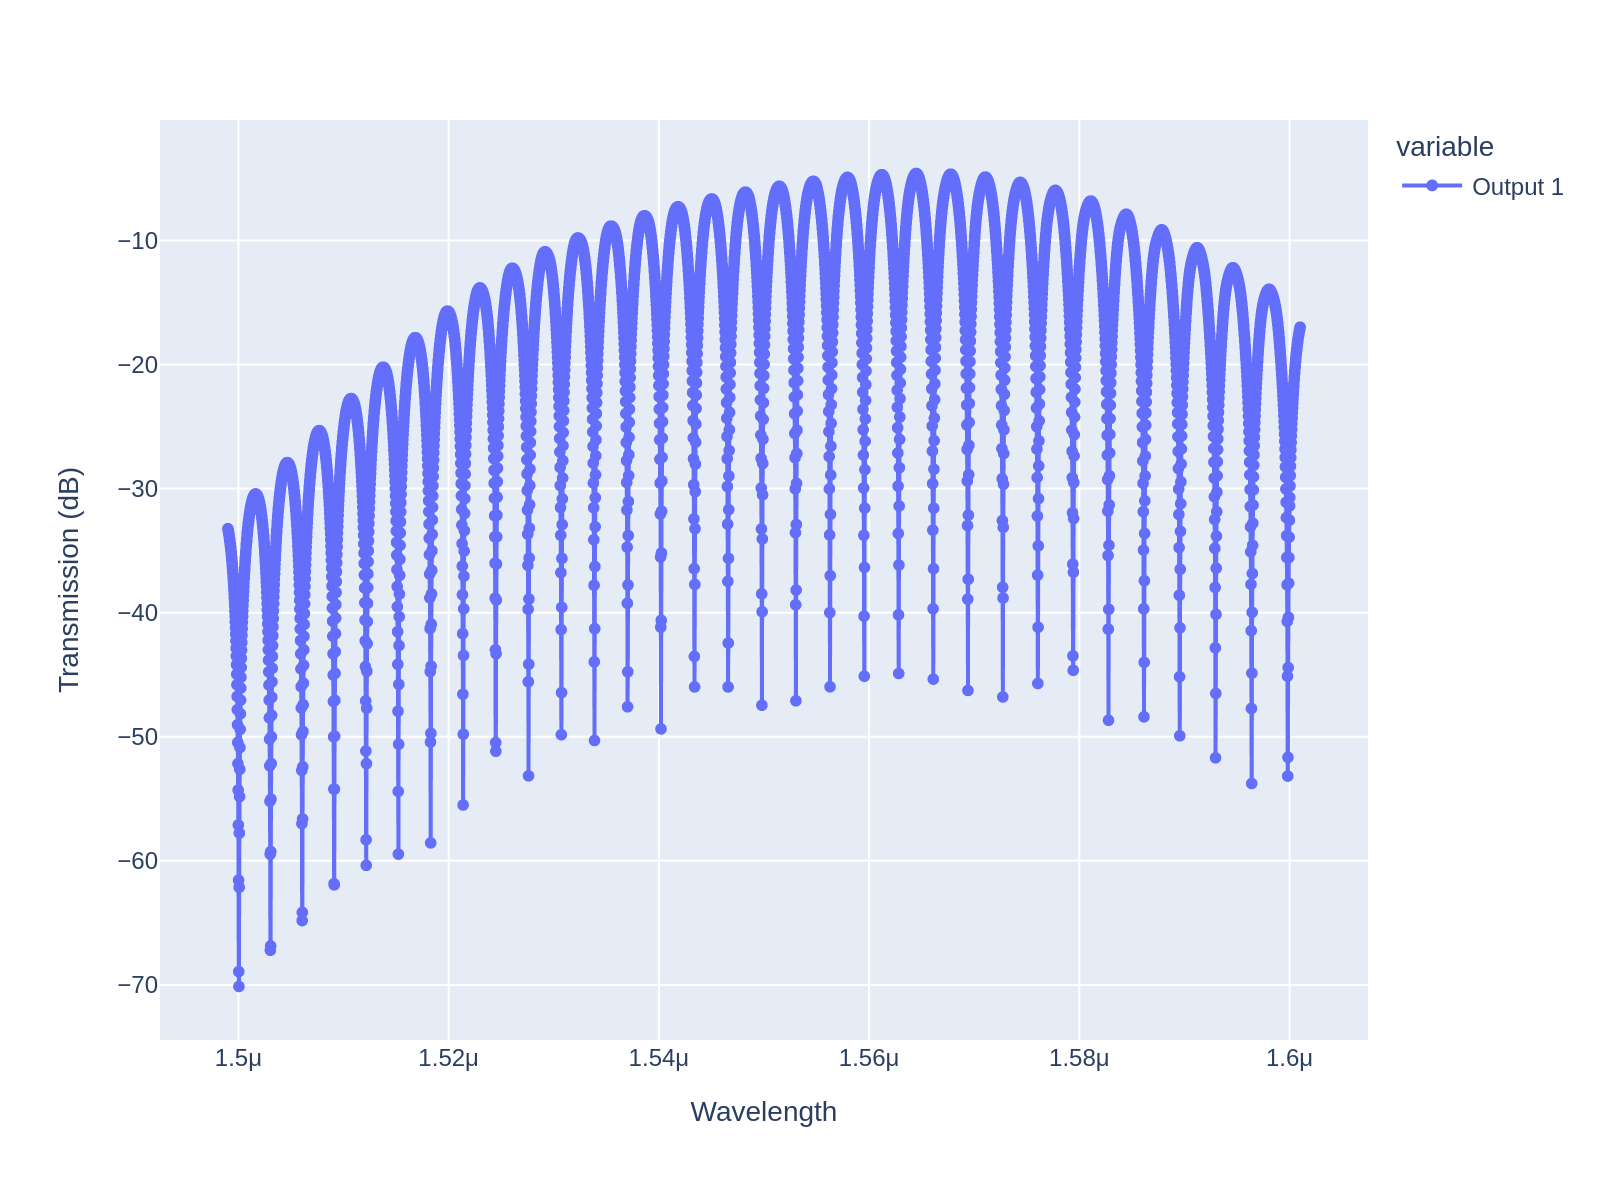 variable
Output 1
Transmission (dB)
−10
−20
−30
−40
−50
−60
−70
1.5μ
1.52μ
1.54μ
1.56μ
1.58μ
1.6μ
Wavelength